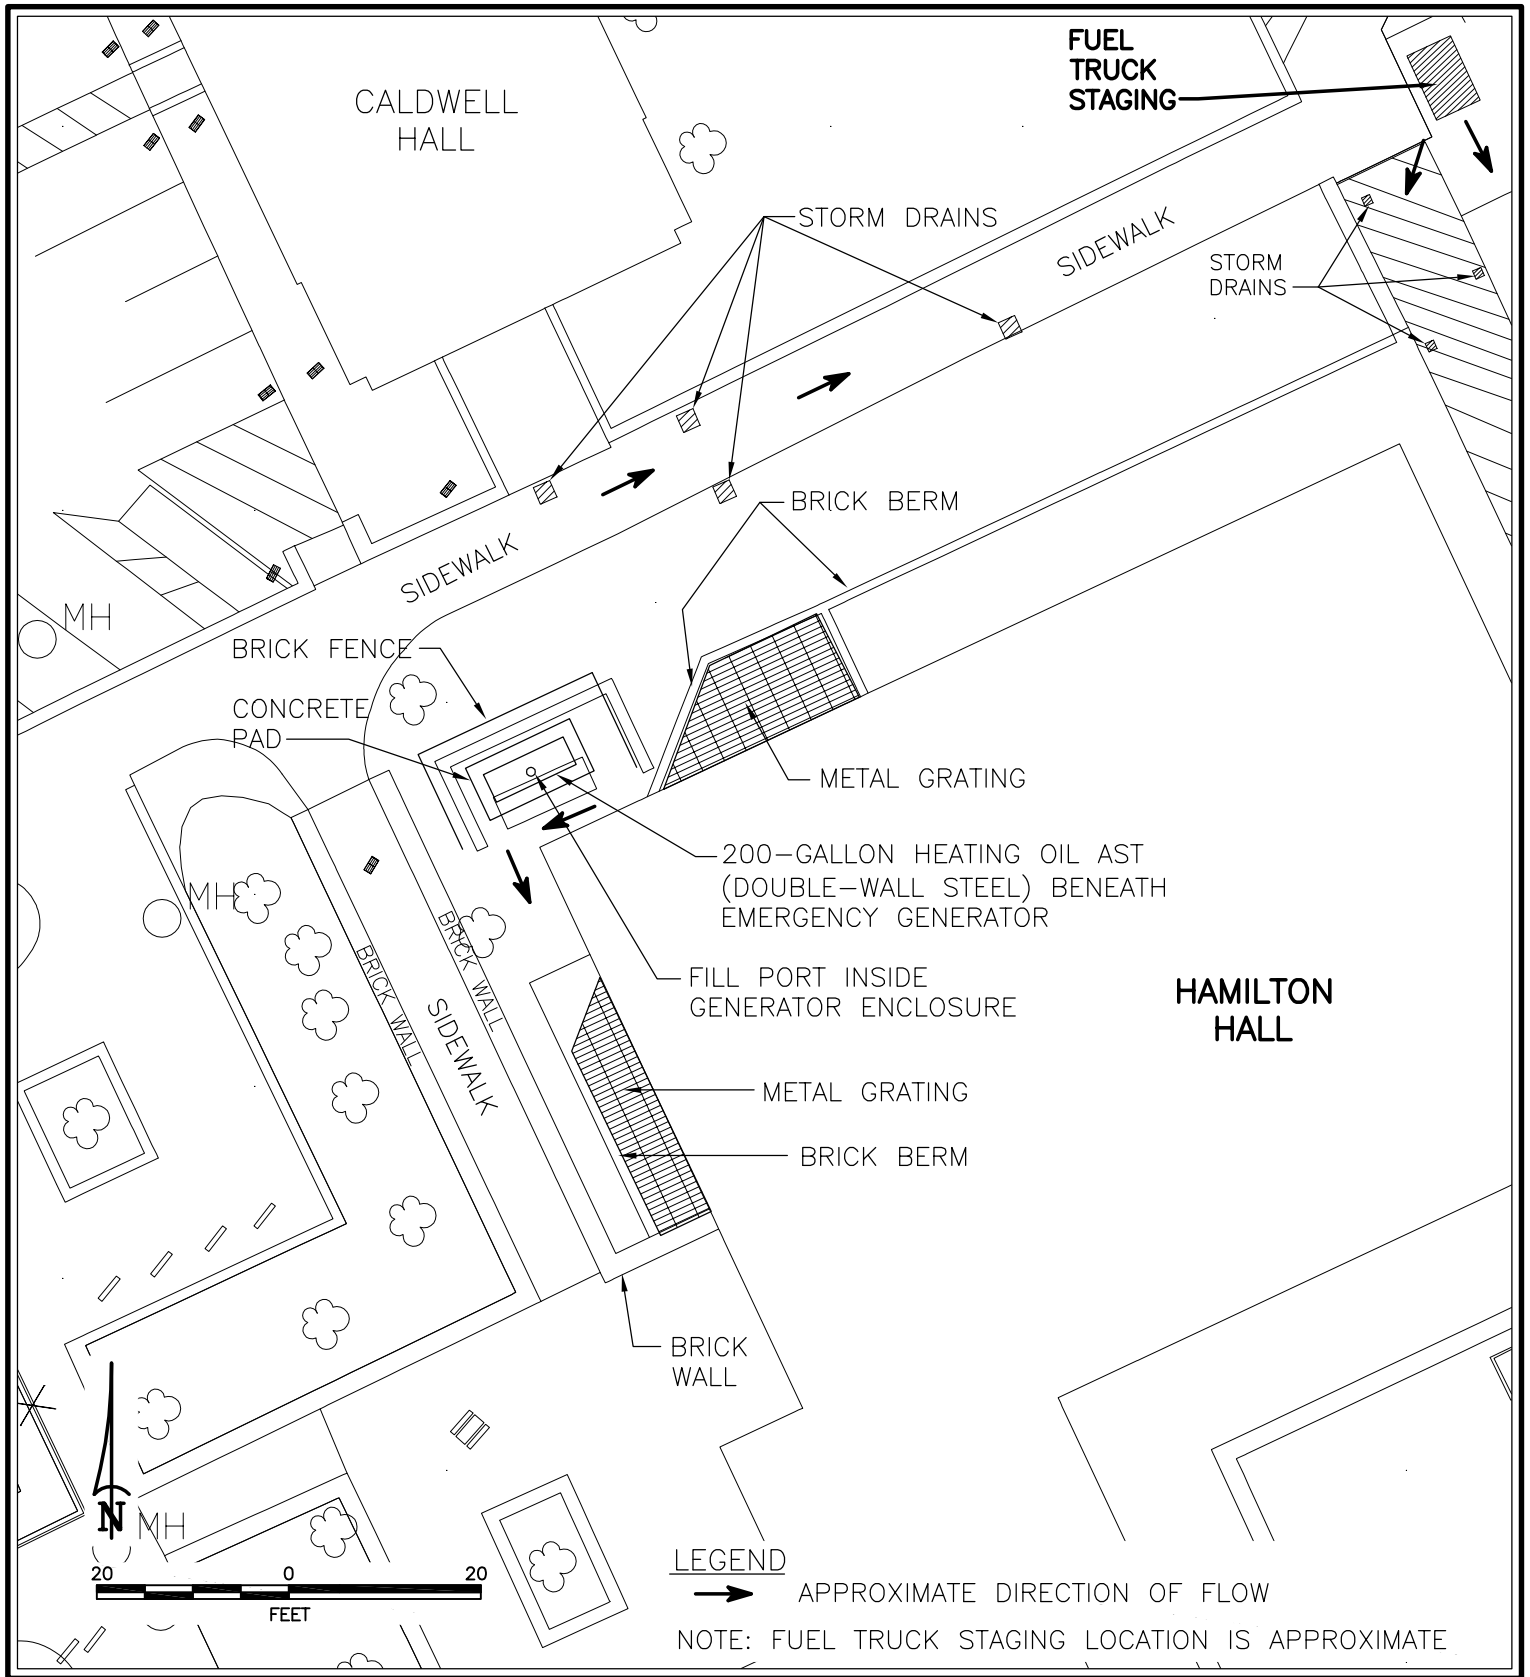 FUEL
TRUCK
STAGING
CALDWELL
HALL
STORM DRAINS
SIDEWALK
STORM
DRAINS
BRICK BERM
SIDEWALK
MH
BRICK FENCE
CONCRETE
PAD
METAL GRATING
200-GALLON HEATING OIL AST
(DOUBLE-WALL STEEL) BENEATH
EMERGENCY GENERATOR
MH
BRICK WALL
BRICK WALL
SIDEWALK
FILL PORT INSIDE
GENERATOR ENCLOSURE
HAMILTON
HALL
METAL GRATING
BRICK BERM
BRICK
WALL
N
MH
20 0 20
FEET
LEGEND
APPROXIMATE DIRECTION OF FLOW
NOTE: FUEL TRUCK STAGING LOCATION IS APPROXIMATE